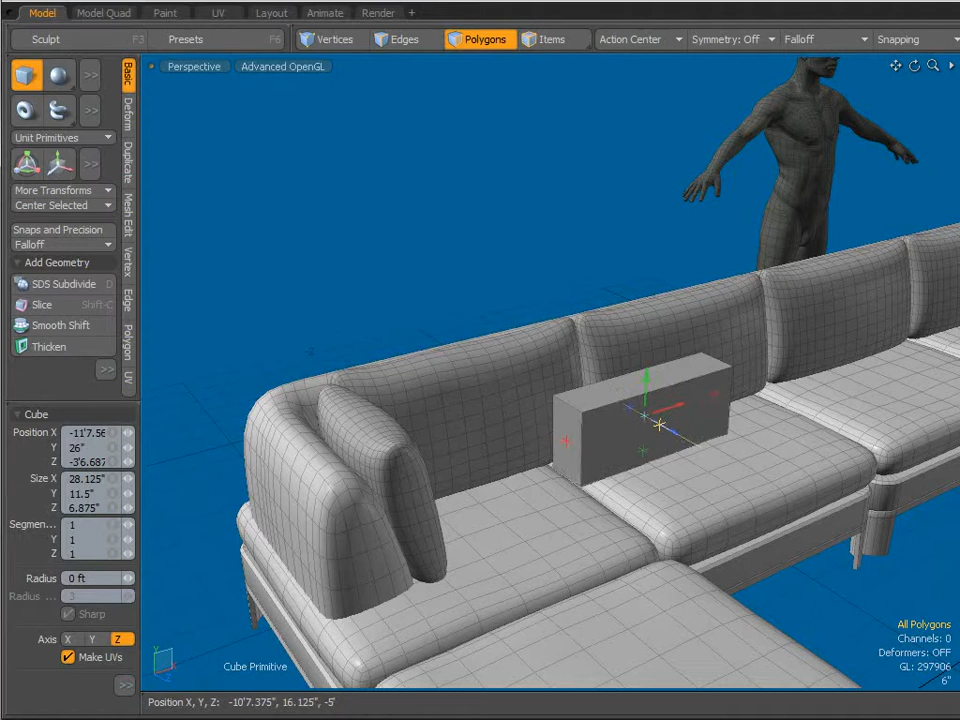 Model Model Quad Paint UV Layout Animate Render +
Sculpt F3 Presets F6 Vertices Edges Polygons Items Action Center Symmetry: Off Falloff Snapping
Perspective Advanced OpenGL
>>
>>
Unit Primitives
>>
More Transforms
Center Selected
Snaps and Precision
Falloff
Add Geometry
SDS Subdivide D
Slice Shift-C
Smooth Shift
Thicken
>>
Basic
Deform
Duplicate
Mesh Edit
Vertex
Edge
Polygon
UV
Cube
Position X -11'7.56
Y 26"
Z -3'6.687
Size X 28.125"
Y 11.5"
Z 6.875"
Segmen... 1
Y 1
Z 1
Radius 0 ft
Radius ... 3
Sharp
Axis X Y Z
Make UVs
>>
Y
X
Z
Cube Primitive
All Polygons
Channels: 0
Deformers: OFF
GL: 297906
6"
Position X, Y, Z: -10'7.375", 16.125", -5'